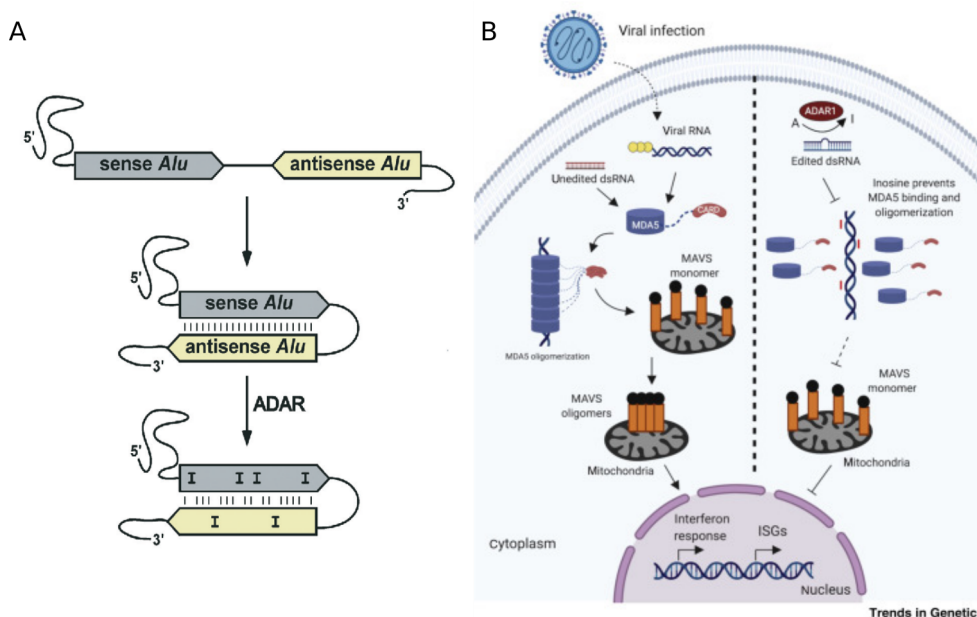 A
5'
sense Alu
antisense Alu
3'
5'
sense Alu
antisense Alu
3'
ADAR
5'
I I I I
I I
3'
B
Viral infection
Viral RNA
Unedited dsRNA
MDA5
CARD
MDA5 oligomerization
MAVS
monomer
MAVS
oligomers
Mitochondria
ADAR1
A I
Edited dsRNA
Inosine prevents
MDA5 binding and
oligomerization
I
I
I
MAVS
monomer
Mitochondria
Cytoplasm
Interferon
response
ISGs
Nucleus
Trends in Genetic